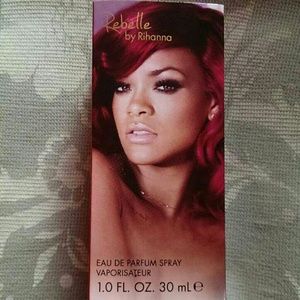 Rebelle
by Rihanna
EAU DE PARFUM SPRAY
VAPORISATEUR
1.0 FL. OZ. 30 mL ℮